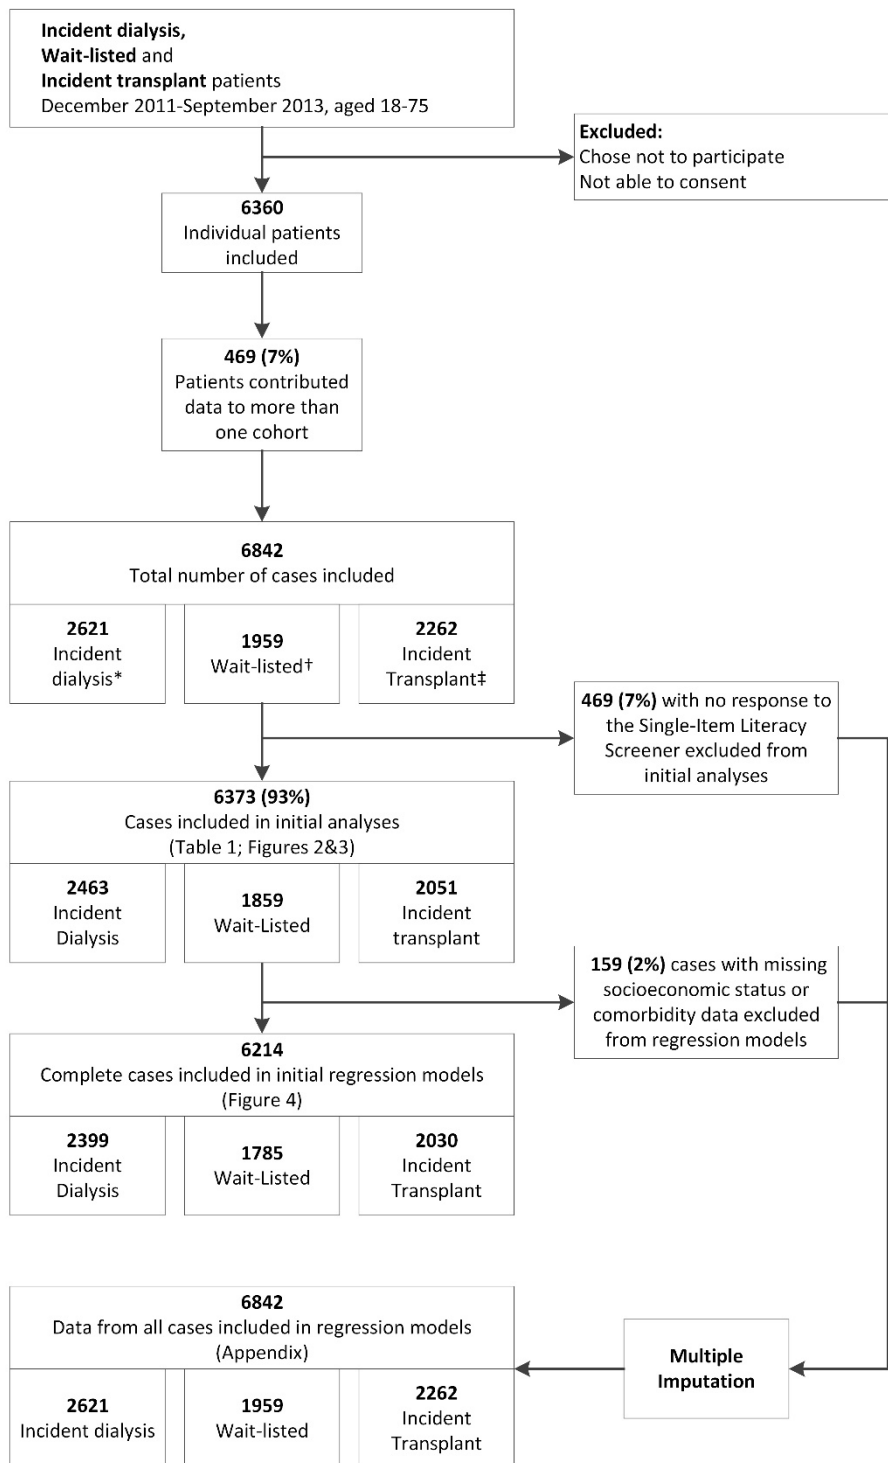 Incident dialysis,
Wait-listed and
Incident transplant patients
December 2011-September 2013, aged 18-75
Excluded:
Chose not to participate
Not able to consent
6360
Individual patients
included
469 (7%)
Patients contributed
data to more than
one cohort
6842
Total number of cases included
2621
Incident
dialysis*
1959
Wait-listed†
2262
Incident
Transplant‡
469 (7%) with no response to
the Single-Item Literacy
Screener excluded from
initial analyses
6373 (93%)
Cases included in initial analyses
(Table 1; Figures 2&3)
2463
Incident
Dialysis
1859
Wait-Listed
2051
Incident
transplant
159 (2%) cases with missing
socioeconomic status or
comorbidity data excluded
from regression models
6214
Complete cases included in initial regression models
(Figure 4)
2399
Incident
Dialysis
1785
Wait-Listed
2030
Incident
Transplant
6842
Data from all cases included in regression models
(Appendix)
2621
Incident dialysis
1959
Wait-listed
2262
Incident
Transplant
Multiple
Imputation